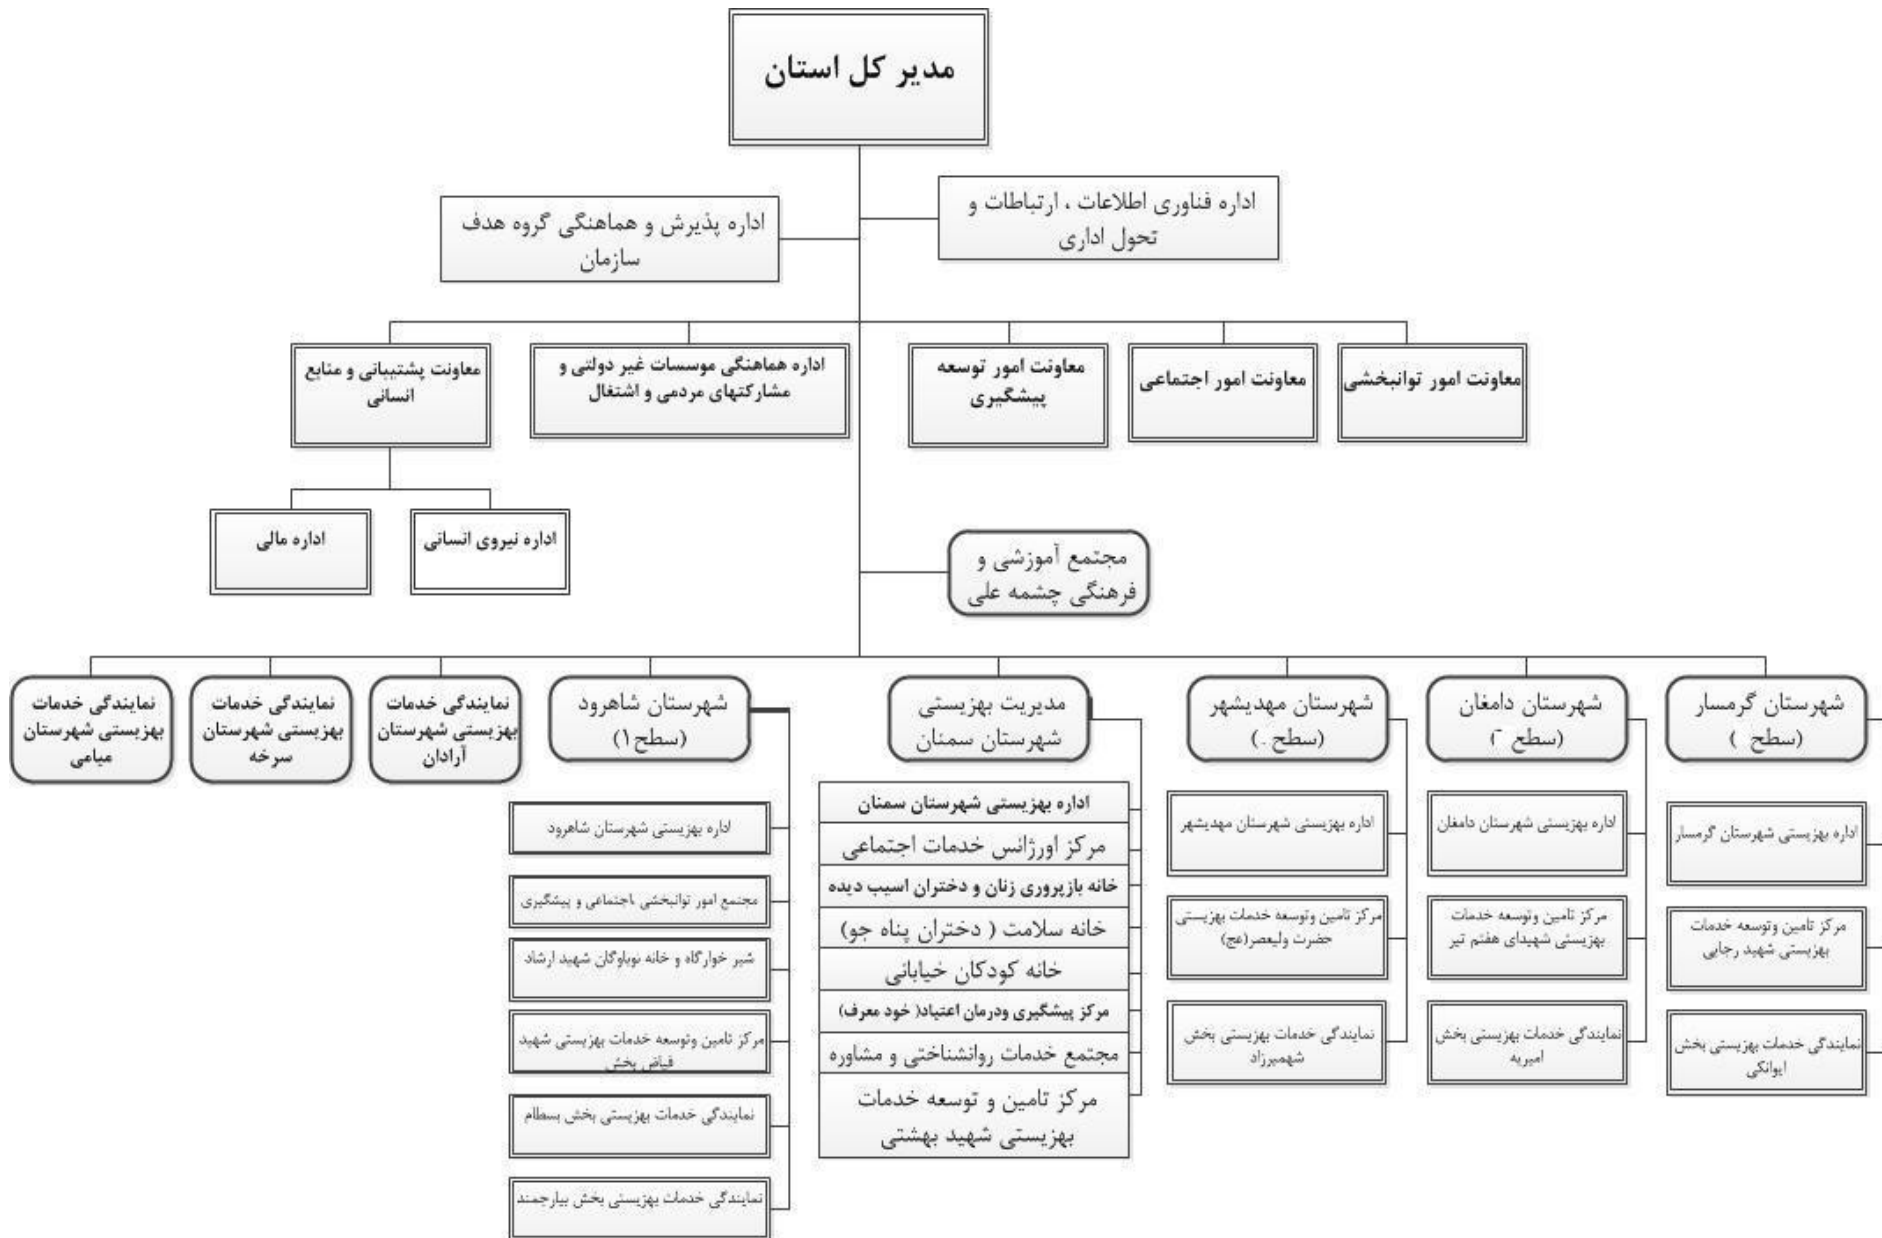 مدیر کل استان
اداره فناوری اطلاعات ، ارتباطات و
تحول اداری
اداره پذیرش و هماهنگی گروه هدف
سازمان
معاونت امور توانبخشی
معاونت امور اجتماعی
معاونت امور توسعه
پیشگیری
اداره هماهنگی موسسات غیر دولتی و
مشارکتهای مردمی و اشتغال
معاونت پشتیبانی و منابع
انسانی
اداره نیروی انسانی
اداره مالی
مجتمع آموزشی و
فرهنگی چشمه علی
شهرستان گرمسار
(سطح )
شهرستان دامغان
(سطح )
شهرستان مهدیشهر
(سطح )
مدیریت بهزیستی
شهرستان سمنان
شهرستان شاهرود
(سطح ۱)
نمایندگی خدمات
بهزیستی شهرستان
آرادان
نمایندگی خدمات
بهزیستی شهرستان
سرخه
نمایندگی خدمات
بهزیستی شهرستان
میامی
اداره بهزیستی شهرستان گرمسار
مرکز تامین وتوسعه خدمات
بهزیستی شهید رجایی
نمایندگی خدمات بهزیستی بخش
ایوانکی
اداره بهزیستی شهرستان دامغان
مرکز تامین وتوسعه خدمات
بهزیستی شهیدای هفتم تیر
نمایندگی خدمات بهزیستی بخش
امیریه
اداره بهزیستی شهرستان مهدیشهر
مرکز تامین وتوسعه خدمات بهزیستی
حضرت ولیعصر(عج)
نمایندگی خدمات بهزیستی بخش
شهمیرزاد
اداره بهزیستی شهرستان سمنان
مرکز اورژانس خدمات اجتماعی
خانه بازپروری زنان و دختران اسیب دیده
خانه سلامت ( دختران پناه جو)
خانه کودکان خیابانی
مرکز پیشگیری ودرمان اعتیاد( خود معرف)
مجتمع خدمات روانشناختی و مشاوره
مرکز تامین و توسعه خدمات
بهزیستی شهید بهشتی
اداره بهزیستی شهرستان شاهرود
مجتمع امور توانبخشی ،اجتماعی و پیشگیری
شیر خوارگاه و خانه نوباوگان شهید ارشاد
مرکز تامین وتوسعه خدمات بهزیستی شهید
فیاض بخش
نمایندگی خدمات بهزیستی بخش بسطام
نمایندگی خدمات بهزیستی بخش بیارجمند